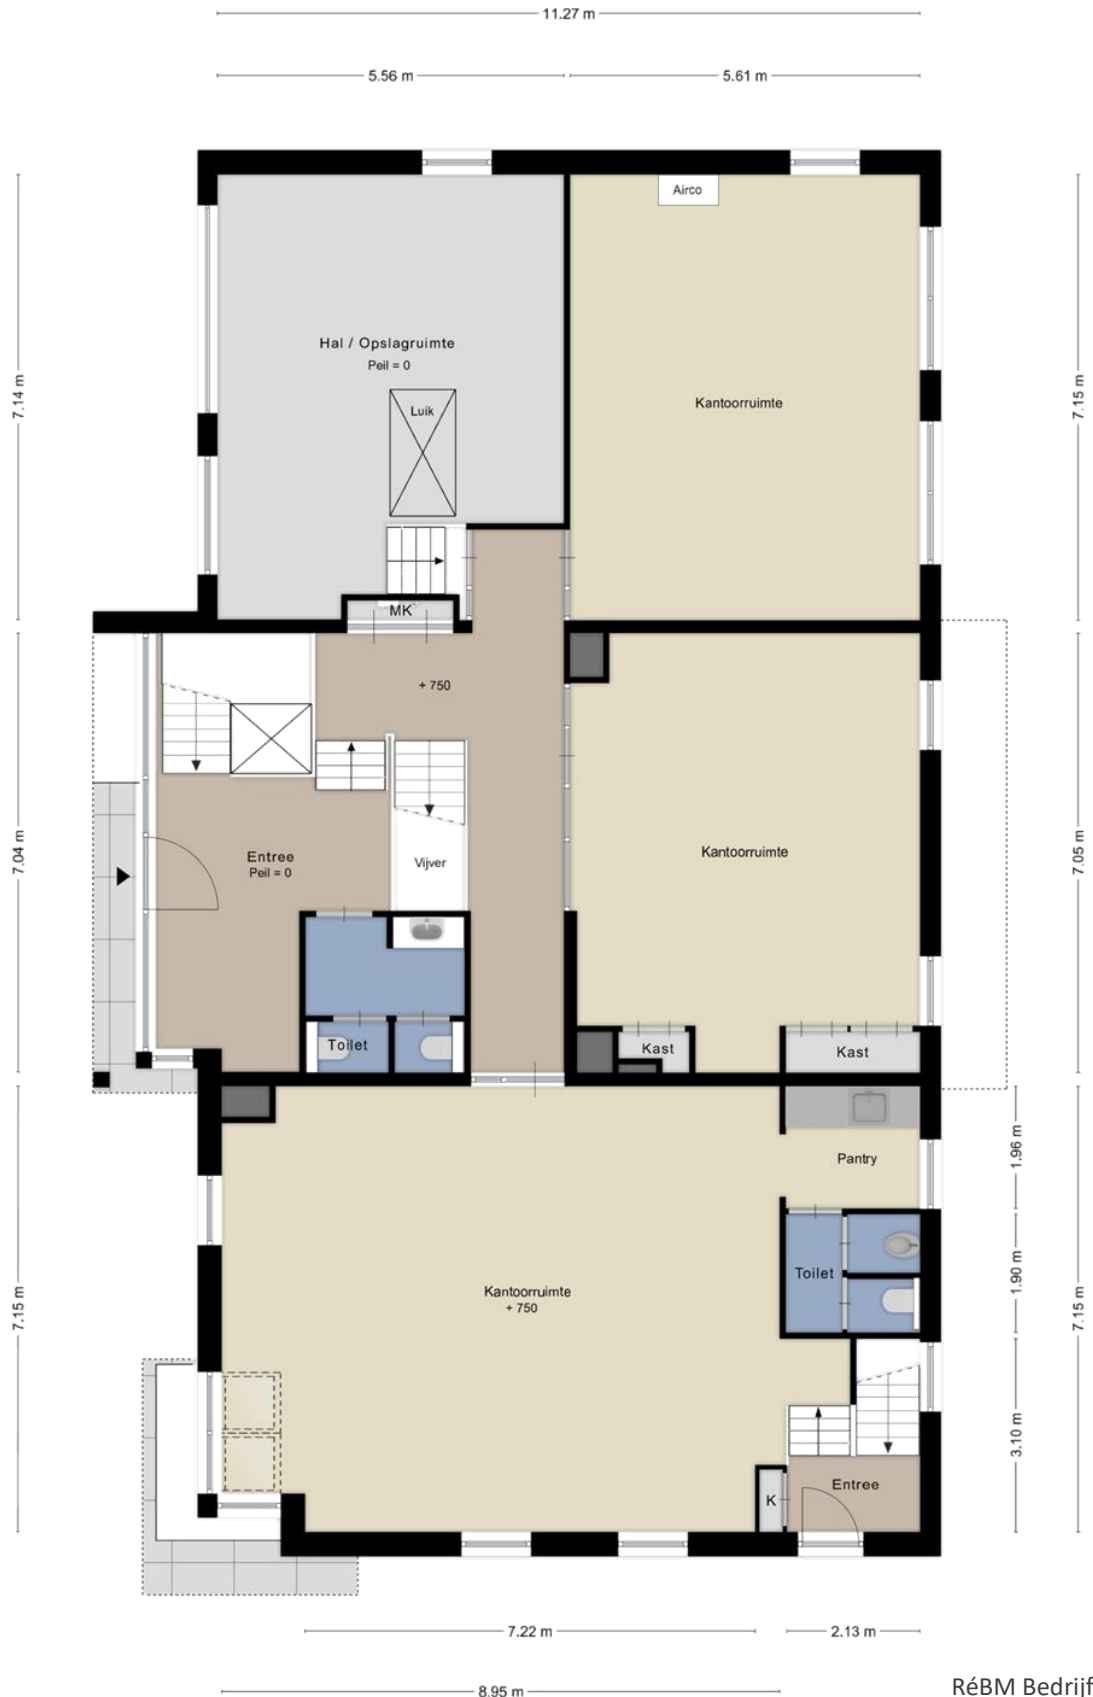 11.27 m
5.56 m
5.61 m
Airco
Hal / Opslagruimte
Peil = 0
Luik
Kantoorruimte
7.14 m
7.15 m
MK
+ 750
Vijver
Entree
Peil = 0
Kantoorruimte
7.04 m
7.05 m
Toilet
Kast
Kast
Pantry
1.96 m
Toilet
1.90 m
Kantoorruimte
+ 750
7.15 m
7.15 m
3.10 m
Entree
K
7.22 m
2.13 m
8.95 m
RéBM Bedrijf